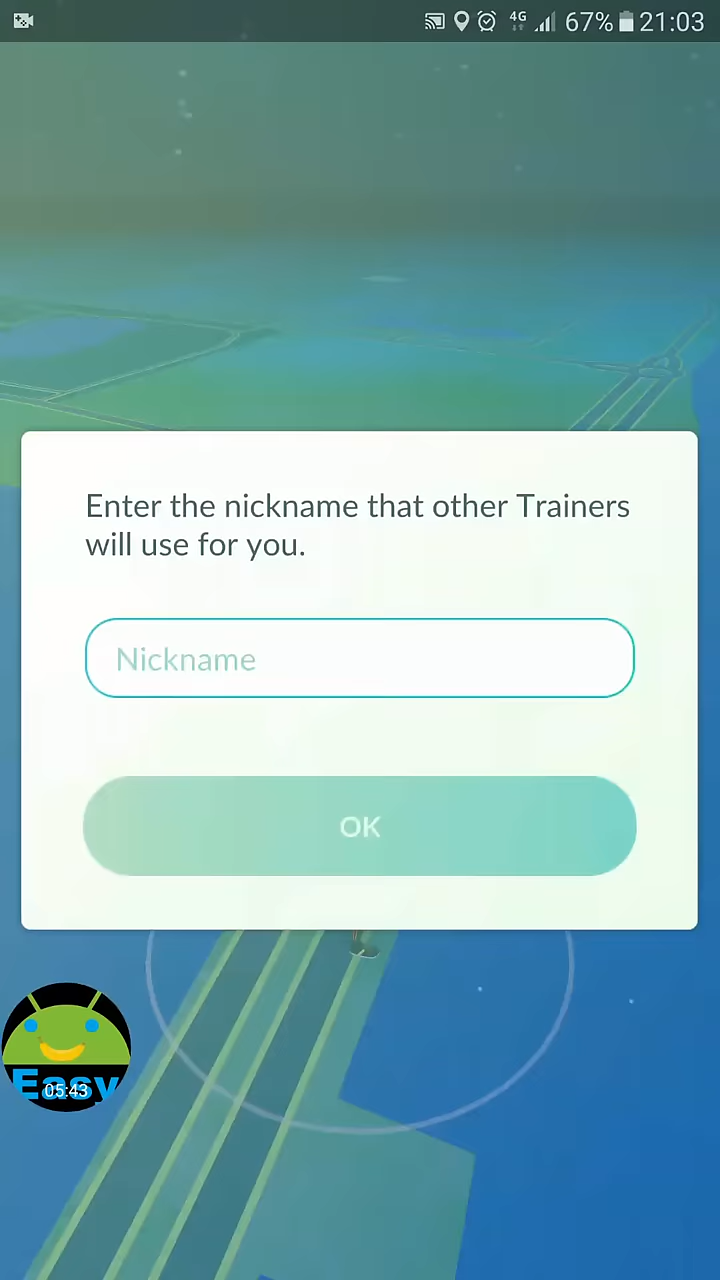 4G 67% 21:03
Enter the nickname that other Trainers
will use for you.
Nickname
OK
Easy
05:43